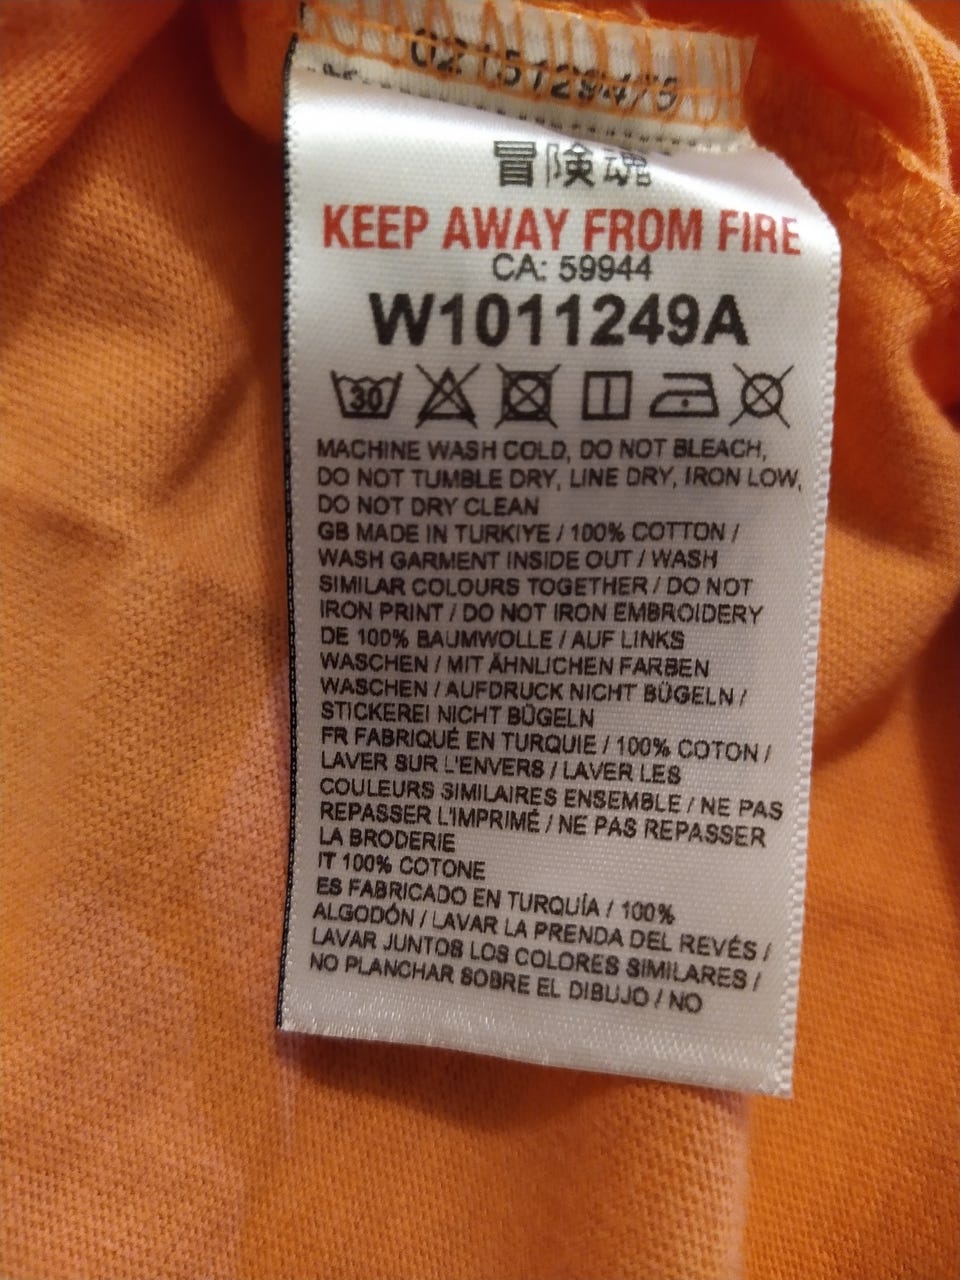 02151294/5
冒険魂
KEEP AWAY FROM FIRE
CA: 59944
W1011249A
30
MACHINE WASH COLD, DO NOT BLEACH,
DO NOT TUMBLE DRY, LINE DRY, IRON LOW,
DO NOT DRY CLEAN
GB MADE IN TURKIYE / 100% COTTON /
WASH GARMENT INSIDE OUT / WASH
SIMILAR COLOURS TOGETHER / DO NOT
IRON PRINT / DO NOT IRON EMBROIDERY
DE 100% BAUMWOLLE / AUF LINKS
WASCHEN / MIT ÄHNLICHEN FARBEN
WASCHEN / AUFDRUCK NICHT BÜGELN /
STICKEREI NICHT BÜGELN
FR FABRIQUÉ EN TURQUIE / 100% COTON /
LAVER SUR L'ENVERS / LAVER LES
COULEURS SIMILAIRES ENSEMBLE / NE PAS
REPASSER L'IMPRIMÉ / NE PAS REPASSER
LA BRODERIE
IT 100% COTONE
ES FABRICADO EN TURQUÍA / 100%
ALGODÓN / LAVAR LA PRENDA DEL REVÉS /
LAVAR JUNTOS LOS COLORES SIMILARES /
NO PLANCHAR SOBRE EL DIBUJO / NO